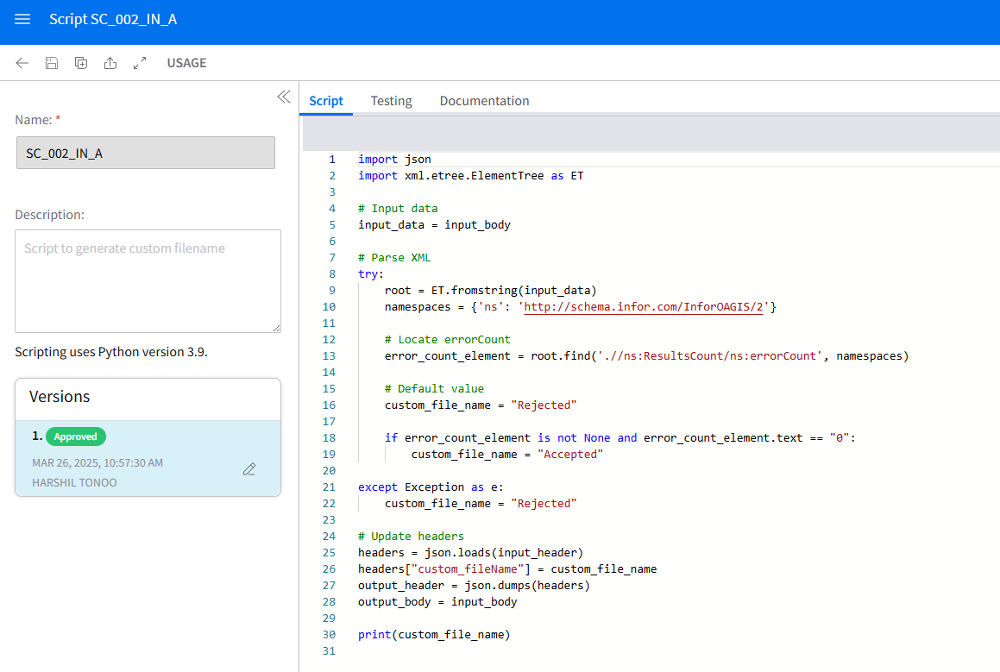 Script SC_002_IN_A
USAGE
Name: *
SC_002_IN_A
Description:
Script to generate custom filename
Scripting uses Python version 3.9.
Versions
1. Approved
MAR 26, 2025, 10:57:30 AM
HARSHIL TONOO
Script Testing Documentation
1 import json
2 import xml.etree.ElementTree as ET
3
4 # Input data
5 input_data = input_body
6
7 # Parse XML
8 try:
9     root = ET.fromstring(input_data)
10     namespaces = {'ns': 'http://schema.infor.com/InforOAGIS/2'}
11
12     # Locate errorCount
13     error_count_element = root.find('.//ns:ResultsCount/ns:errorCount', namespaces)
14
15     # Default value
16     custom_file_name = "Rejected"
17
18     if error_count_element is not None and error_count_element.text == "0":
19         custom_file_name = "Accepted"
20
21 except Exception as e:
22     custom_file_name = "Rejected"
23
24 # Update headers
25 headers = json.loads(input_header)
26 headers["custom_fileName"] = custom_file_name
27 output_header = json.dumps(headers)
28 output_body = input_body
29
30 print(custom_file_name)
31